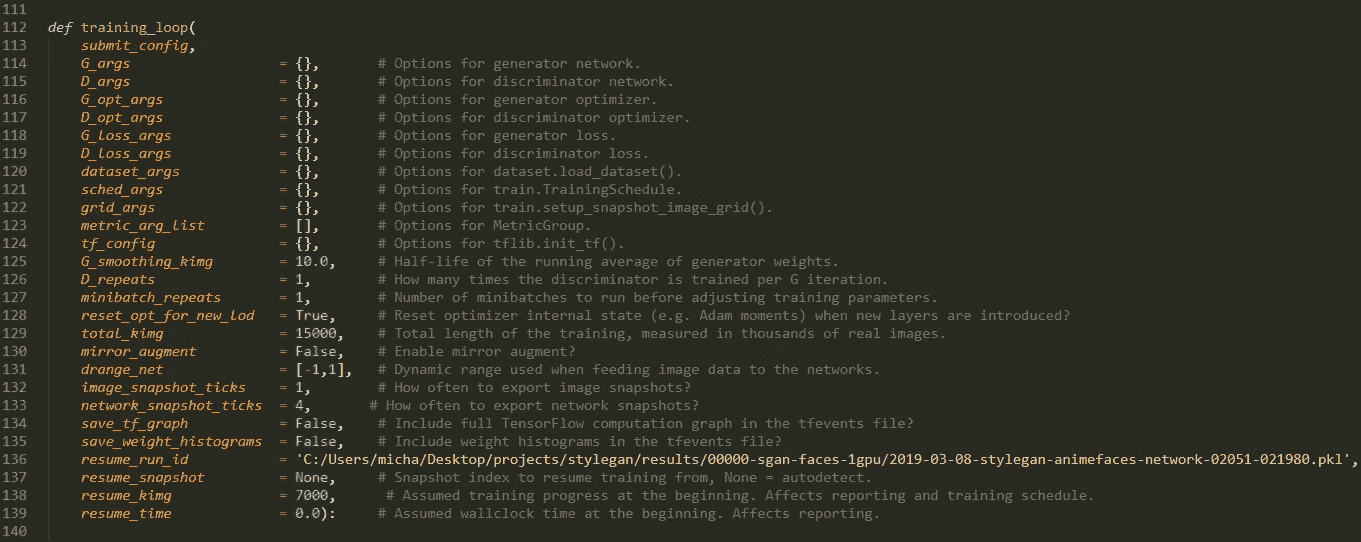 111
112 def training_loop(
113 submit_config,
114 G_args = {}, # Options for generator network.
115 D_args = {}, # Options for discriminator network.
116 G_opt_args = {}, # Options for generator optimizer.
117 D_opt_args = {}, # Options for discriminator optimizer.
118 G_loss_args = {}, # Options for generator loss.
119 D_loss_args = {}, # Options for discriminator loss.
120 dataset_args = {}, # Options for dataset.load_dataset().
121 sched_args = {}, # Options for train.TrainingSchedule.
122 grid_args = {}, # Options for train.setup_snapshot_image_grid().
123 metric_arg_list = [], # Options for MetricGroup.
124 tf_config = {}, # Options for tflib.init_tf().
125 G_smoothing_kimg = 10.0, # Half-life of the running average of generator weights.
126 D_repeats = 1, # How many times the discriminator is trained per G iteration.
127 minibatch_repeats = 1, # Number of minibatches to run before adjusting training parameters.
128 reset_opt_for_new_lod = True, # Reset optimizer internal state (e.g. Adam moments) when new layers are introduced?
129 total_kimg = 15000, # Total length of the training, measured in thousands of real images.
130 mirror_augment = False, # Enable mirror augment?
131 drange_net = [-1,1], # Dynamic range used when feeding image data to the networks.
132 image_snapshot_ticks = 1, # How often to export image snapshots?
133 network_snapshot_ticks = 4, # How often to export network snapshots?
134 save_tf_graph = False, # Include full TensorFlow computation graph in the tfevents file?
135 save_weight_histograms = False, # Include weight histograms in the tfevents file?
136 resume_run_id = 'C:/Users/micha/Desktop/projects/stylegan/results/00000-sgan-faces-1gpu/2019-03-08-stylegan-animefaces-network-02051-021980.pkl',
137 resume_snapshot = None, # Snapshot index to resume training from, None = autodetect.
138 resume_kimg = 7000, # Assumed training progress at the beginning. Affects reporting and training schedule.
139 resume_time = 0.0): # Assumed wallclock time at the beginning. Affects reporting.
140